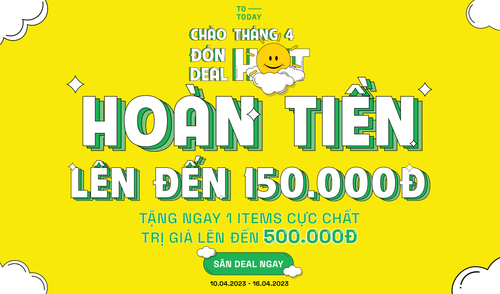 TO —
— TODAY
CHÀO THÁNG 4
ĐÓN
DEAL HOT
HOÀN TIỀN
LÊN ĐẾN 150.000Đ
TẶNG NGAY 1 ITEMS CỰC CHẤT
TRỊ GIÁ LÊN ĐẾN 500.000Đ
SĂN DEAL NGAY
10.04.2023 - 16.04.2023